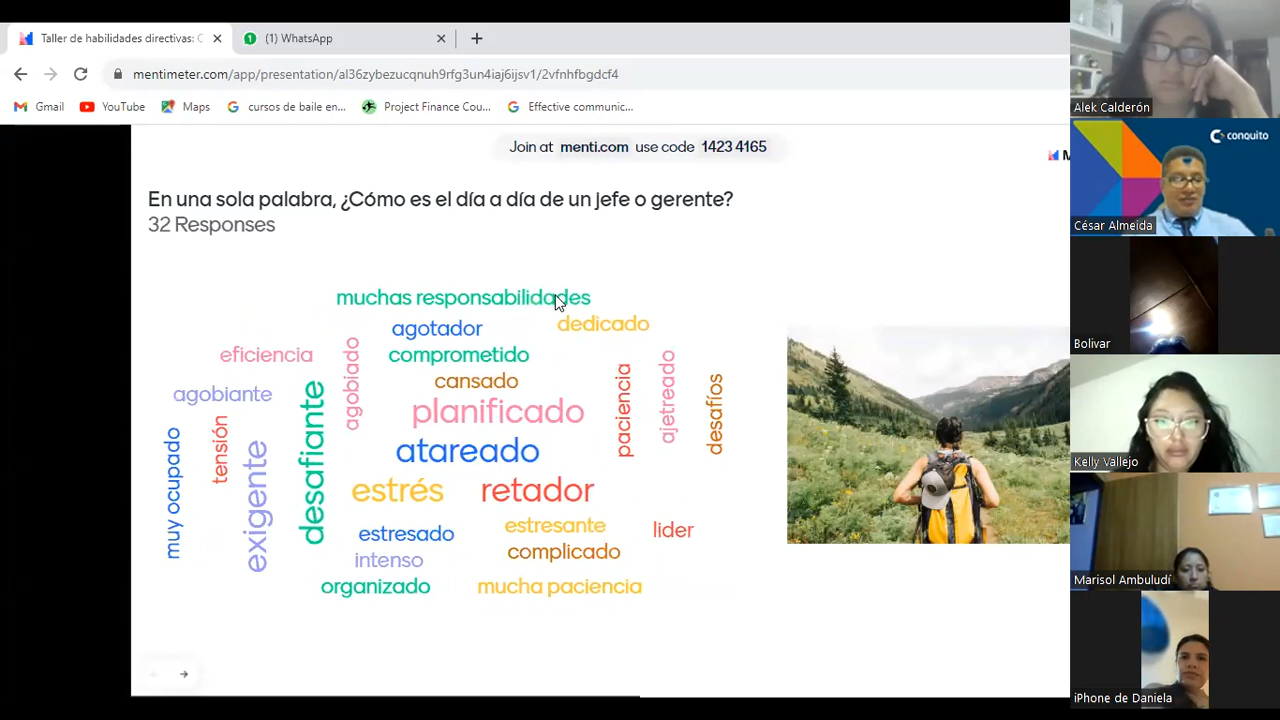 Taller de habilidades directivas: C
(1) WhatsApp
mentimeter.com/app/presentation/al36zybezucqnuh9rfg3un4iaj6ijsv1/2vfnhfbgdcf4
Gmail
YouTube
Maps
cursos de baile en...
Project Finance Cou...
Effective communic...
Join at menti.com use code 1423 4165
M
En una sola palabra, ¿Cómo es el día a día de un jefe o gerente?
32 Responses
muchas responsabilidades
agotador
dedicado
eficiencia
agobiado
comprometido
agobiante
cansado
paciencia
ajetreado
desafíos
planificado
muy ocupado
tensión
exigente
desafiante
atareado
estrés
retador
estresado
estresante
lider
intenso
complicado
organizado
mucha paciencia
Alek Calderón
conquito
César Almeida
Bolivar
Kelly Vallejo
Marisol Ambuludí
iPhone de Daniela